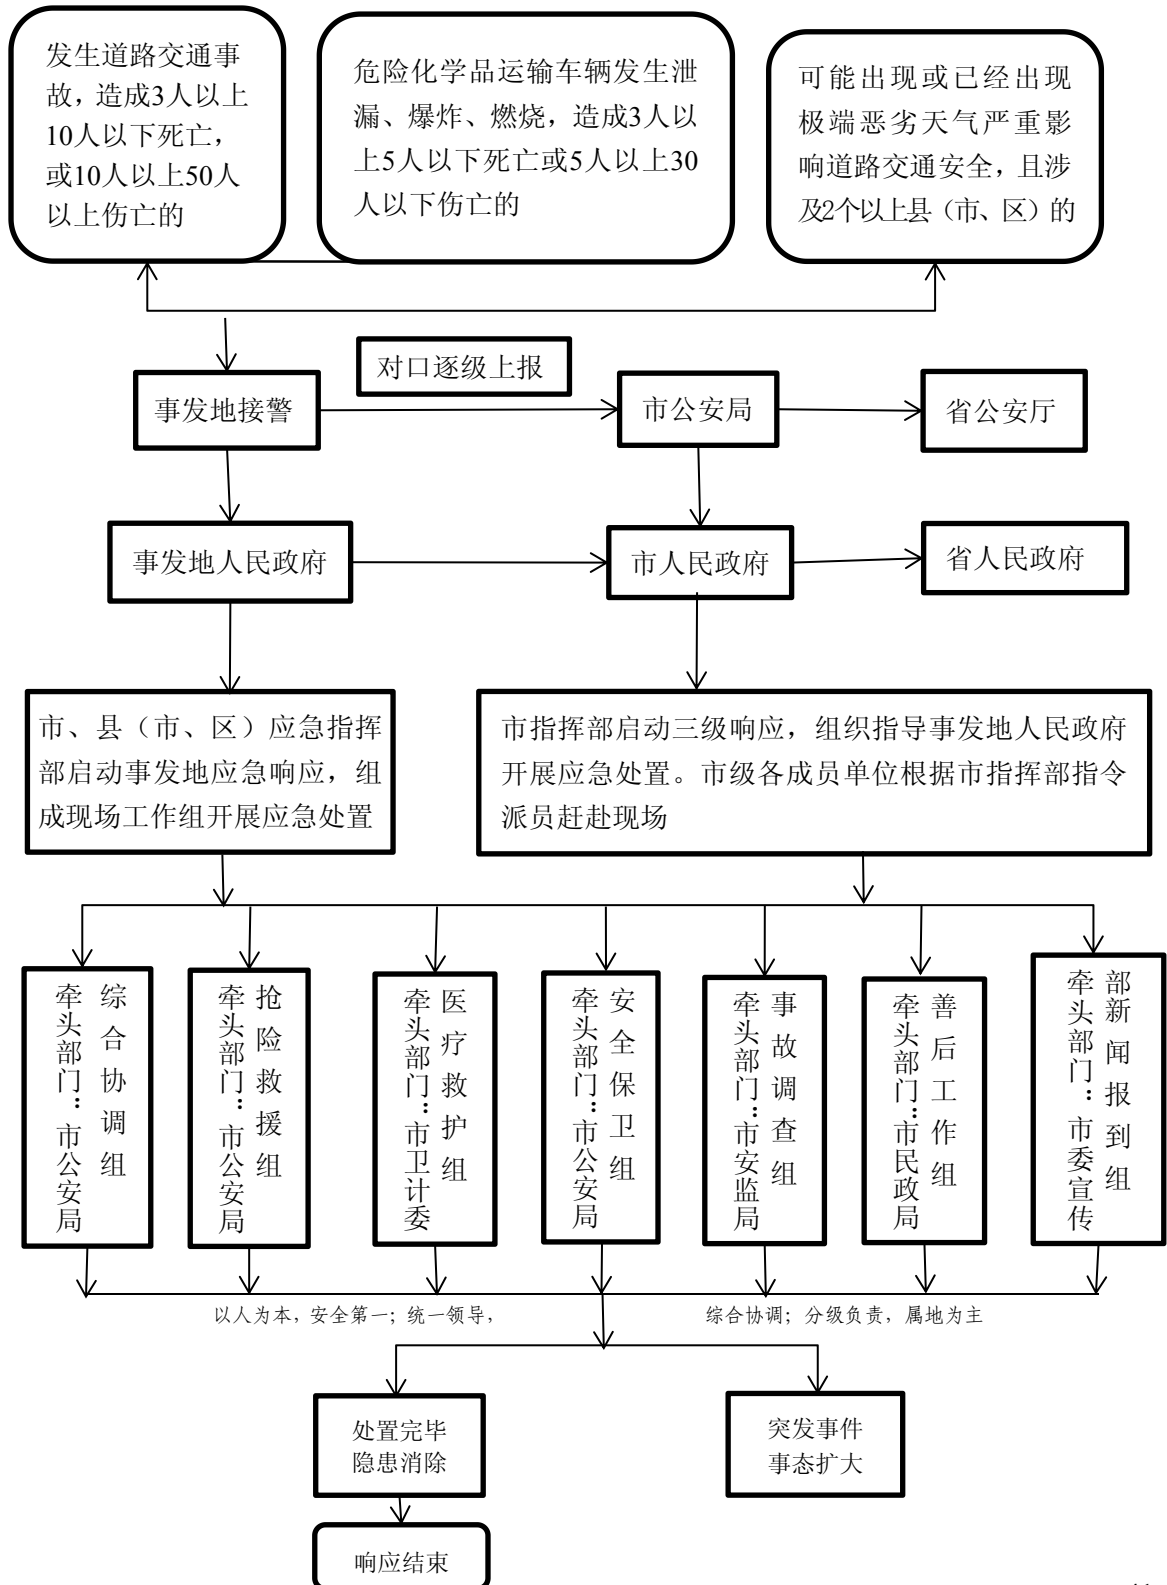 发生道路交通事
故，造成3人以上
10人以下死亡，
或10人以上50人
以上伤亡的
危险化学品运输车辆发生泄
漏、爆炸、燃烧，造成3人以
上5人以下死亡或5人以上30
人以下伤亡的
可能出现或已经出现
极端恶劣天气严重影
响道路交通安全，且涉
及2个以上县（市、区）的
对口逐级上报
事发地接警
市公安局
省公安厅
事发地人民政府
市人民政府
省人民政府
市、县（市、区）应急指挥
部启动事发地应急响应，组
成现场工作组开展应急处置
市指挥部启动三级响应，组织指导事发地人民政府
开展应急处置。市级各成员单位根据市指挥部指令
派员赶赴现场
综合协调组
牵头部门：市公安局
抢险救援组
牵头部门：市公安局
医疗救护组
牵头部门：市卫计委
安全保卫组
牵头部门：市公安局
事故调查组
牵头部门：市安监局
善后工作组
牵头部门：市民政局
部新闻报到组
牵头部门：市委宣传
以人为本，安全第一；统一领导，
综合协调；分级负责，属地为主
处置完毕
隐患消除
突发事件
事态扩大
响应结束